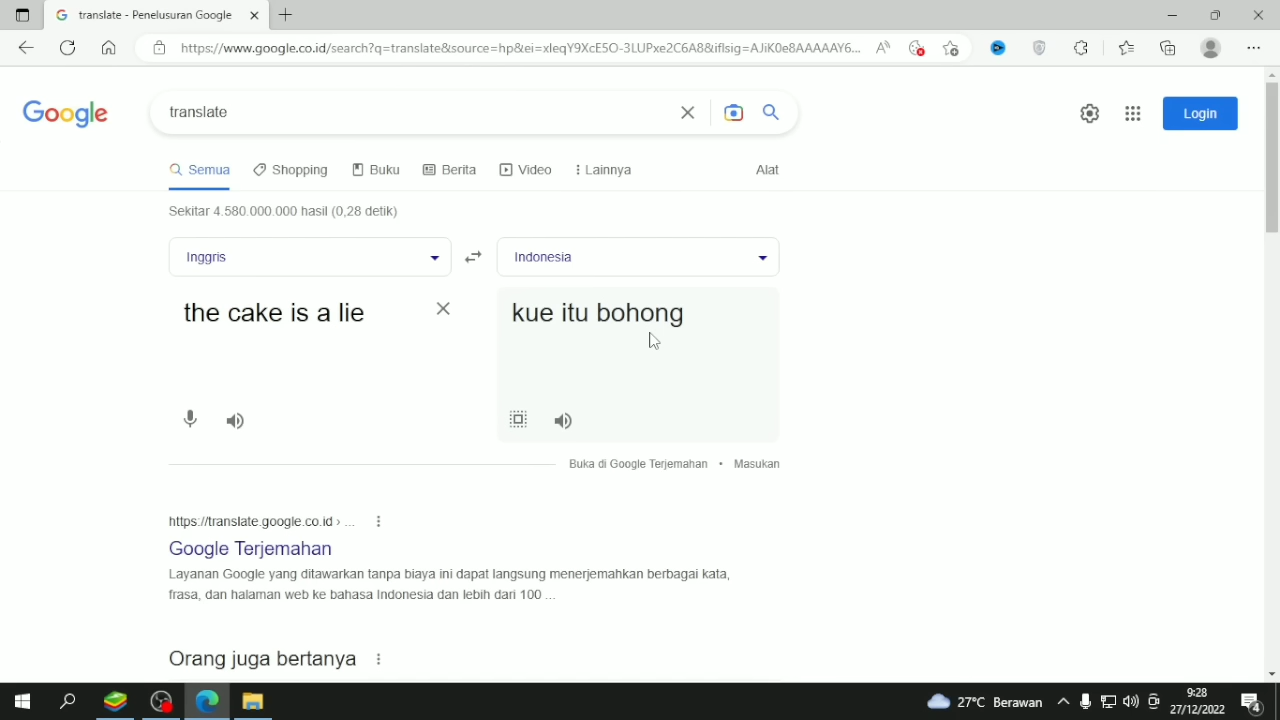 translate - Penelusuran Google
https://www.google.co.id/search?q=translate&source=hp&ei=xleqY9XcE5O-3LUPxe2C6A8&iflsig=AJiK0e8AAAAAY6...
Google
translate
Login
Semua
Shopping
Buku
Berita
Video
Lainnya
Alat
Sekitar 4.580.000.000 hasil (0,28 detik)
Inggris
Indonesia
the cake is a lie
kue itu bohong
Buka di Google Terjemahan • Masukan
https://translate.google.co.id › ...
Google Terjemahan
Layanan Google yang ditawarkan tanpa biaya ini dapat langsung menerjemahkan berbagai kata,
frasa, dan halaman web ke bahasa Indonesia dan lebih dari 100 ...
Orang juga bertanya
27°C Berawan
9:28
27/12/2022
4